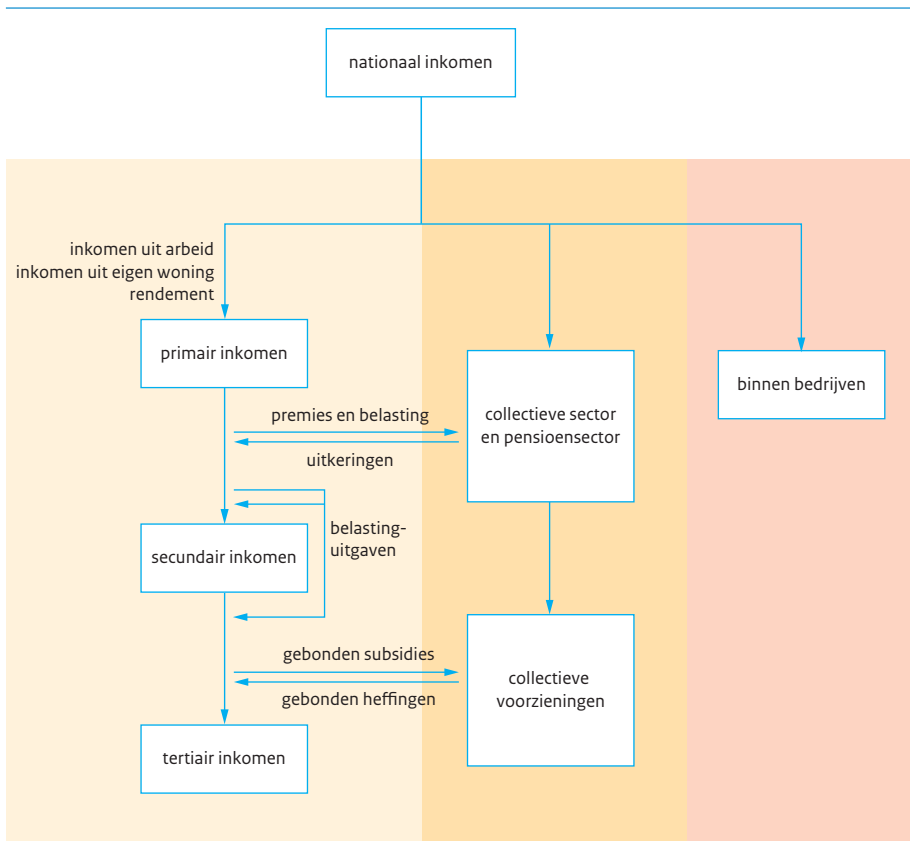 nationaal inkomen
inkomen uit arbeid
inkomen uit eigen woning
rendement
primair inkomen
collectieve sector
en pensioensector
binnen bedrijven
premies en belasting
uitkeringen
belasting-
uitgaven
secundair inkomen
gebonden subsidies
gebonden heffingen
collectieve
voorzieningen
tertiair inkomen